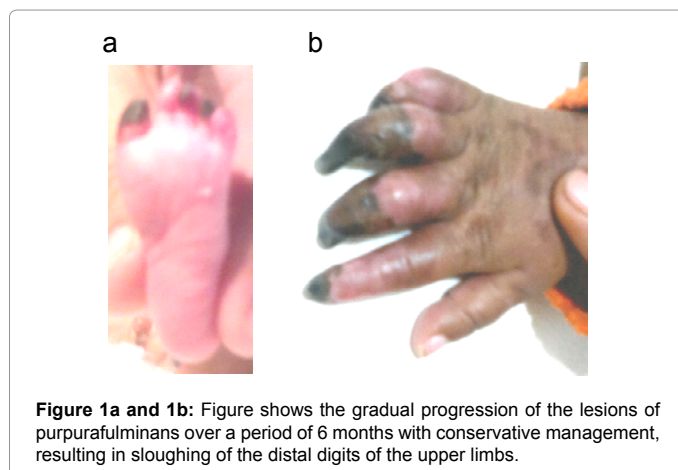 a b
Figure 1a and 1b: Figure shows the gradual progression of the lesions of
purpurafulminans over a period of 6 months with conservative management,
resulting in sloughing of the distal digits of the upper limbs.